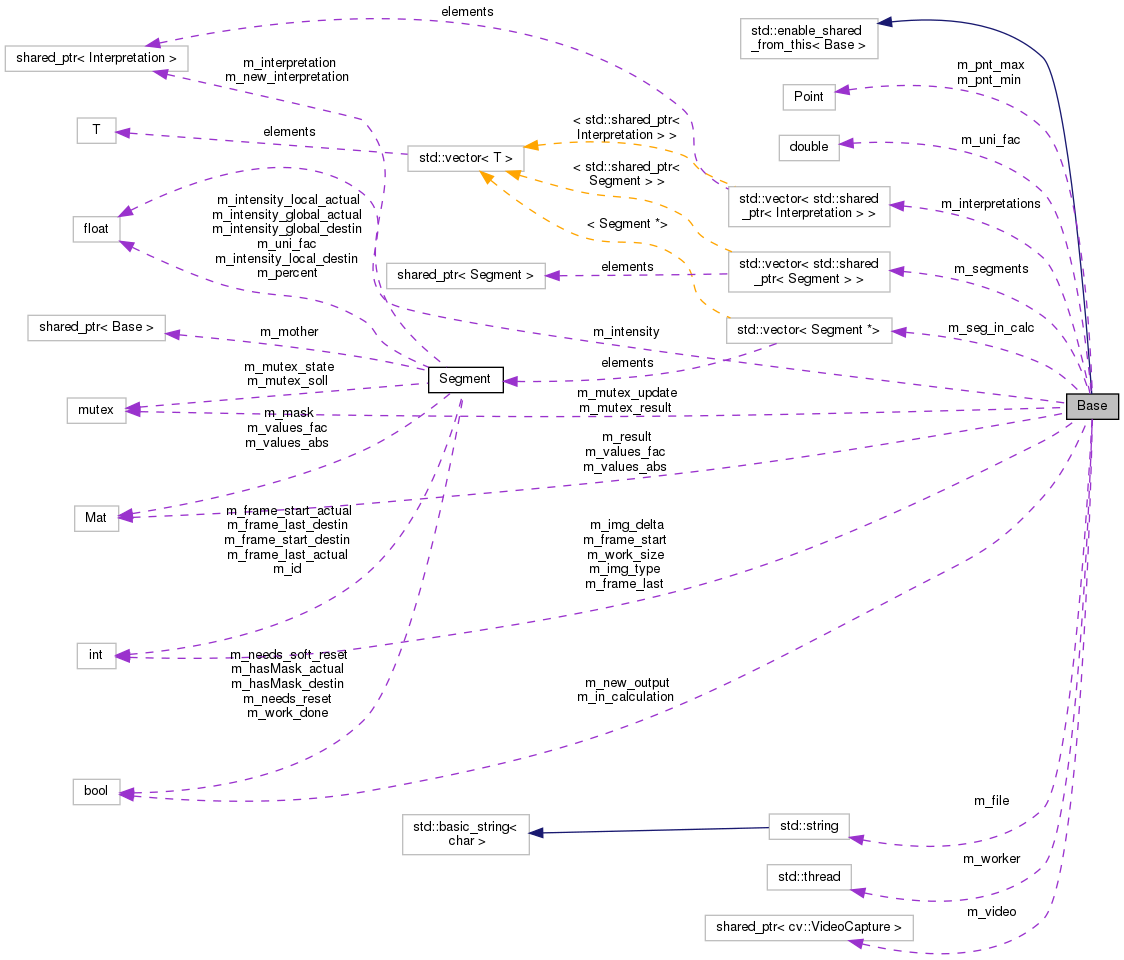 elements
std::enable_shared
_from_this< Base >
shared_ptr< Interpretation >
m_interpretation
m_new_interpretation
m_pnt_max
m_pnt_min
Point
T
elements
< std::shared_ptr<
Interpretation > >
std::vector< T >
m_uni_fac
double
< std::shared_ptr<
Segment > >
std::vector< std::shared
_ptr< Interpretation > >
m_interpretations
m_intensity_local_actual
m_intensity_global_actual
m_intensity_global_destin
m_uni_fac
m_intensity_local_destin
m_percent
float
< Segment *>
shared_ptr< Segment >
elements
std::vector< std::shared
_ptr< Segment > >
m_segments
shared_ptr< Base >
m_mother
m_intensity
std::vector< Segment *>
m_seg_in_calc
elements
m_mutex_state
m_mutex_soll
Segment
mutex
m_mutex_update
m_mutex_result
Base
m_mask
m_values_fac
m_values_abs
m_result
m_values_fac
m_values_abs
Mat
m_frame_start_actual
m_frame_last_destin
m_frame_start_destin
m_frame_last_actual
m_id
m_img_delta
m_frame_start
m_work_size
m_img_type
m_frame_last
int
m_needs_soft_reset
m_hasMask_actual
m_hasMask_destin
m_needs_reset
m_work_done
m_new_output
m_in_calculation
bool
m_file
std::basic_string<
char >
std::string
m_worker
std::thread
m_video
shared_ptr< cv::VideoCapture >